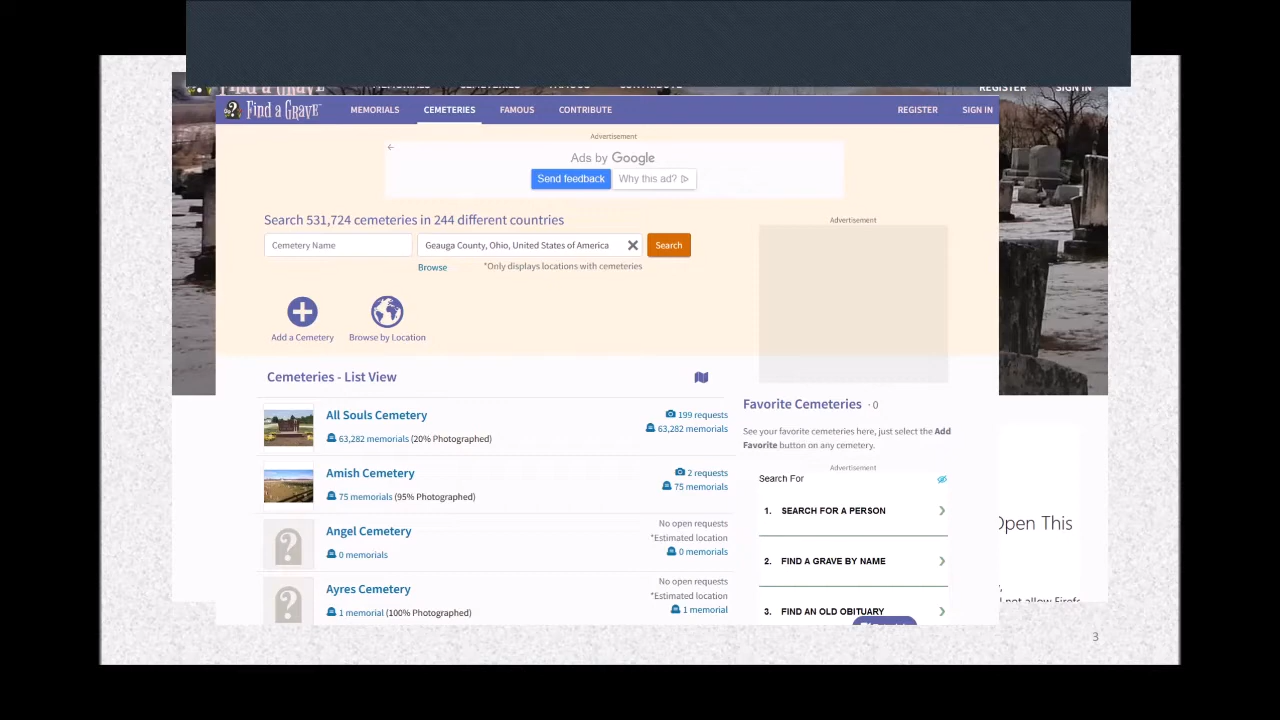 REGISTER SIGN IN
Find a Grave MEMORIALS CEMETERIES FAMOUS CONTRIBUTE REGISTER SIGN IN
Advertisement
Ads by Google
Send feedback Why this ad?
Search 531,724 cemeteries in 244 different countries
Advertisement
Cemetery Name Geauga County, Ohio, United States of America Search
Browse *Only displays locations with cemeteries
Add a Cemetery Browse by Location
Cemeteries - List View
Favorite Cemeteries · 0
All Souls Cemetery 199 requests
63,282 memorials
63,282 memorials (20% Photographed)
See your favorite cemeteries here, just select the Add
Favorite button on any cemetery.
Advertisement
Amish Cemetery 2 requests
75 memorials
75 memorials (95% Photographed)
Search For
1. SEARCH FOR A PERSON
Angel Cemetery No open requests
*Estimated location
0 memorials
0 memorials
Open This
2. FIND A GRAVE BY NAME
Ayres Cemetery No open requests
*Estimated location
1 memorial
1 memorial (100% Photographed)
3. FIND AN OLD OBITUARY
not allow
3